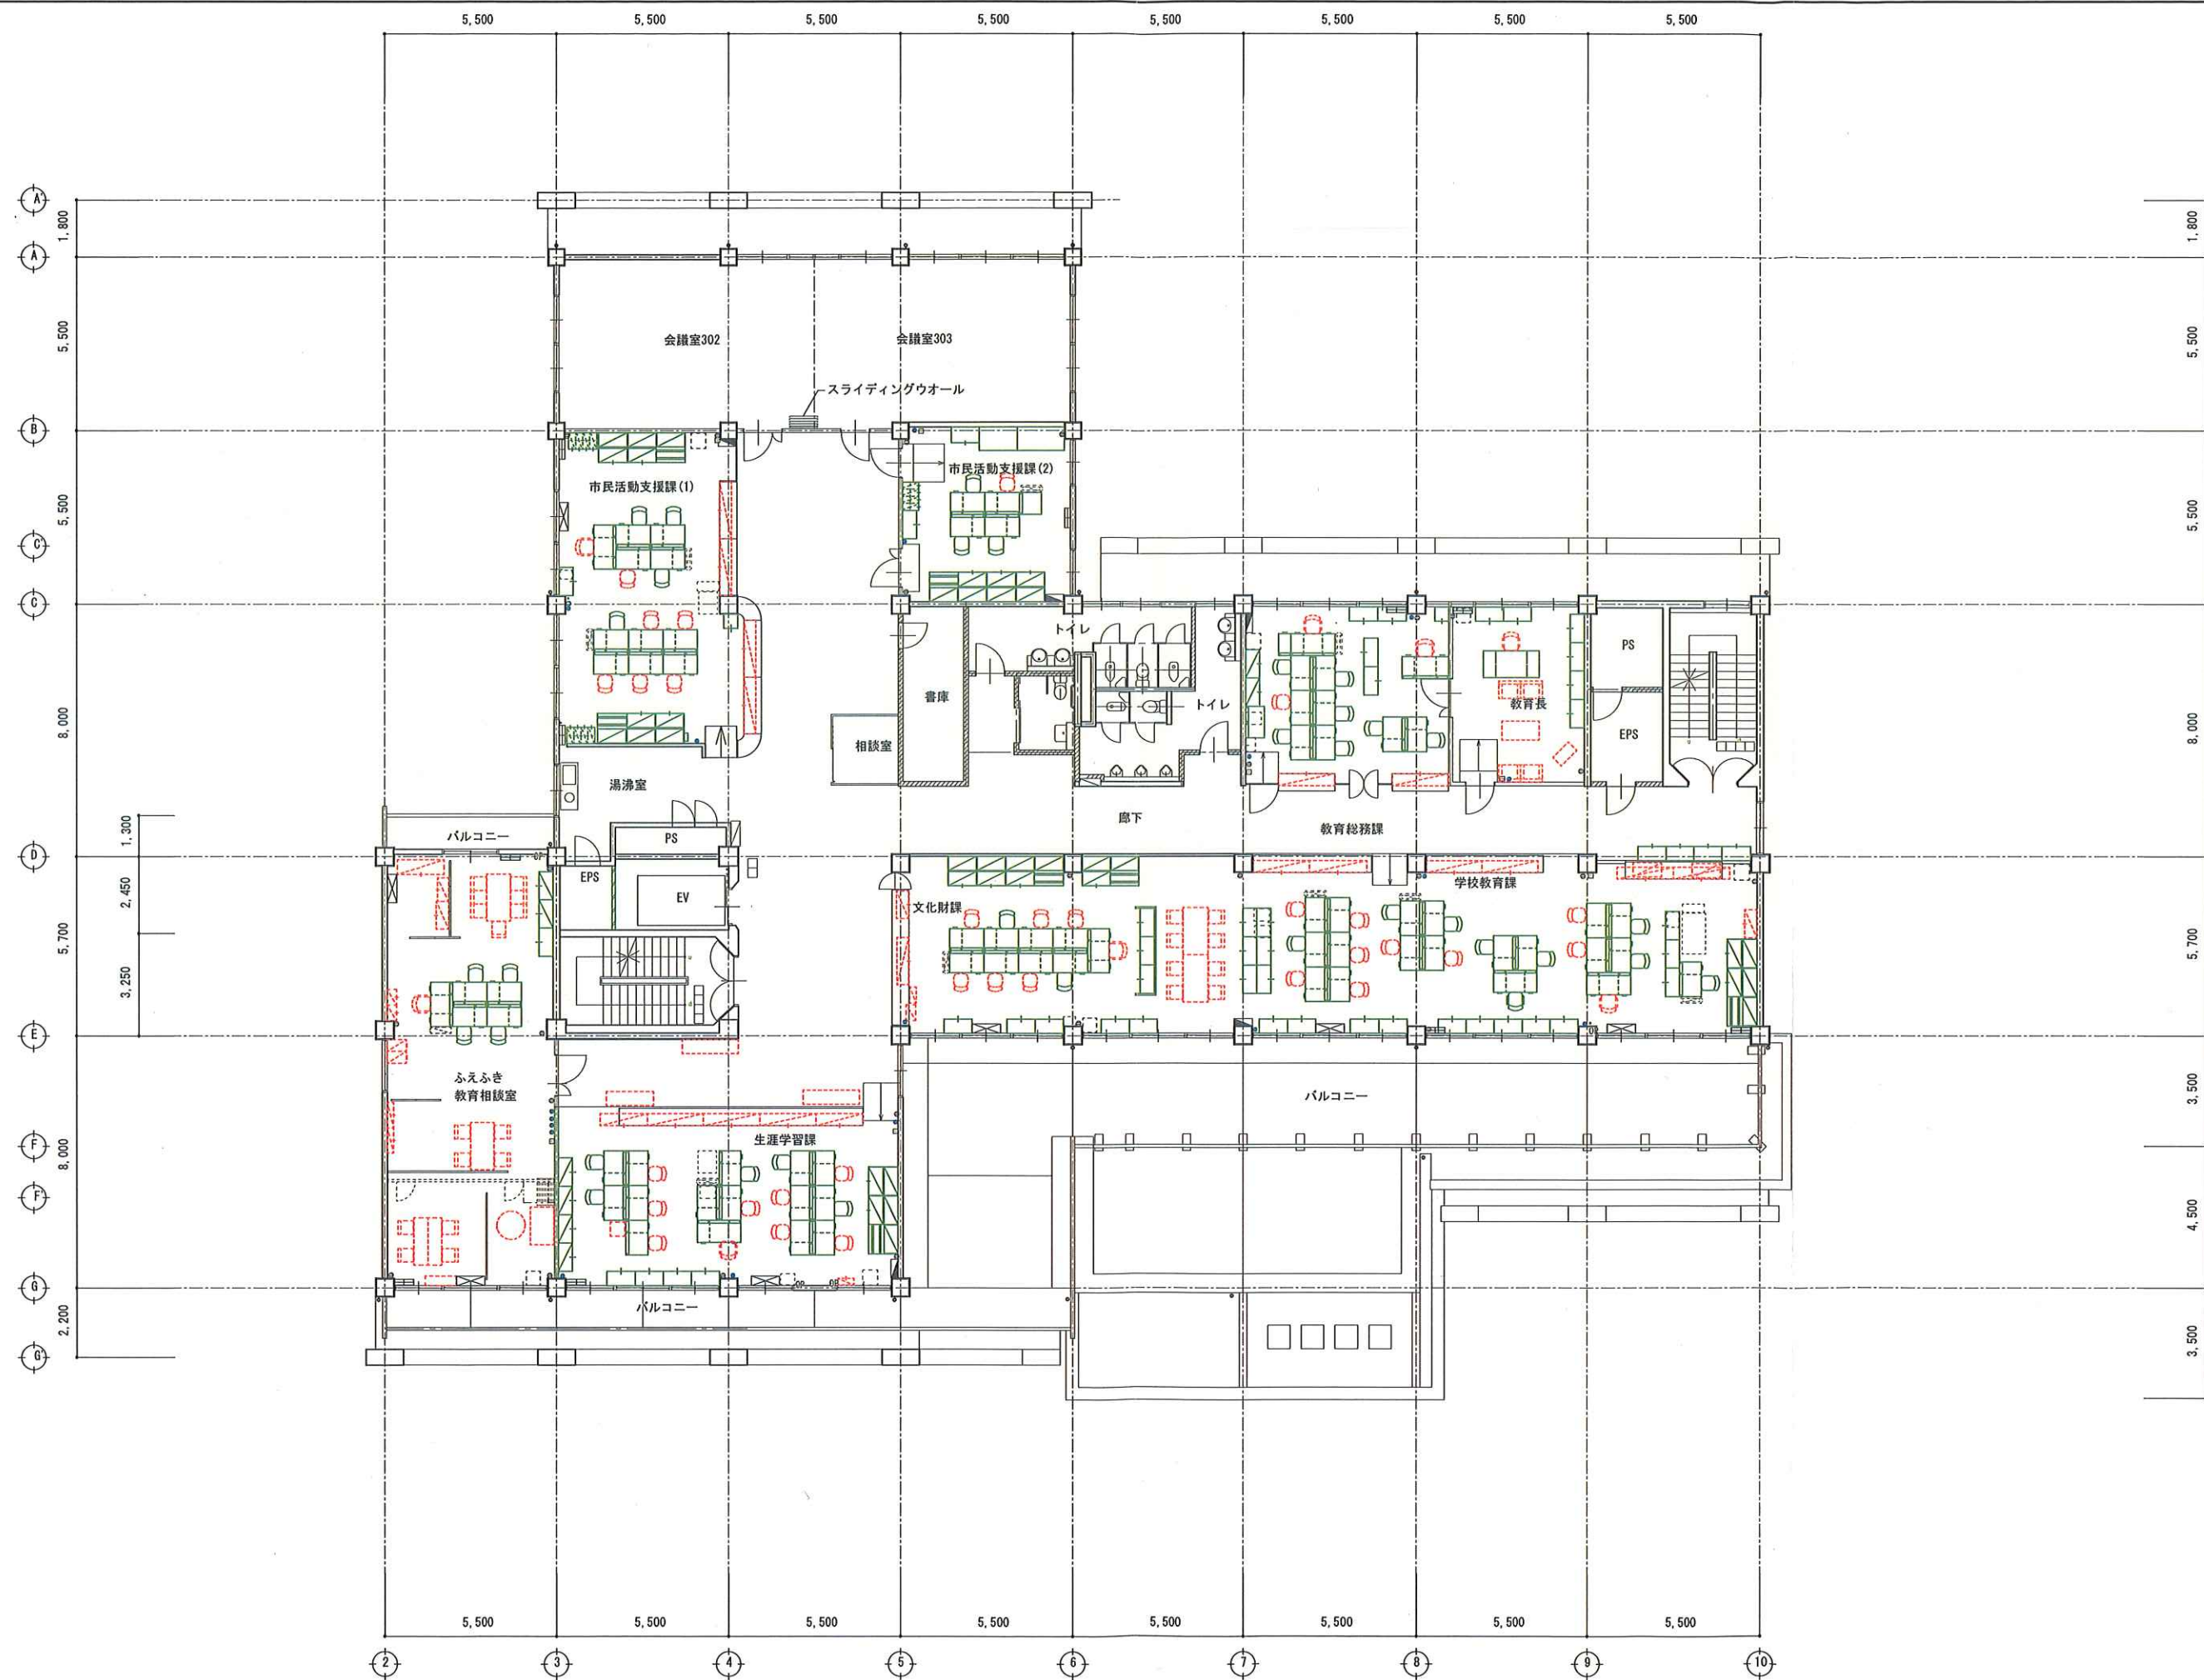 5,500 5,500 5,500 5,500 5,500 5,500 5,500 5,500
A'
1,800
1,800
A
5,500
5,500
会議室302
会議室303
スライディングウオール
B
市民活動支援課(2)
市民活動支援課(1)
5,500
5,500
C'
C
トイレ
PS
書庫
トイレ
教育長
8,000
8,000
相談室
EPS
湯沸室
廊下
教育総務課
1,300
バルコニー
PS
D
EPS
学校教育課
2,450
EV
文化財課
5,700
5,700
3,250
E
ふえふき
教育相談室
バルコニー
3,500
生涯学習課
F
8,000
F'
4,500
G
バルコニー
2,200
3,500
G'
5,500 5,500 5,500 5,500 5,500 5,500 5,500 5,500
2 3 4 5 6 7 8 9 10